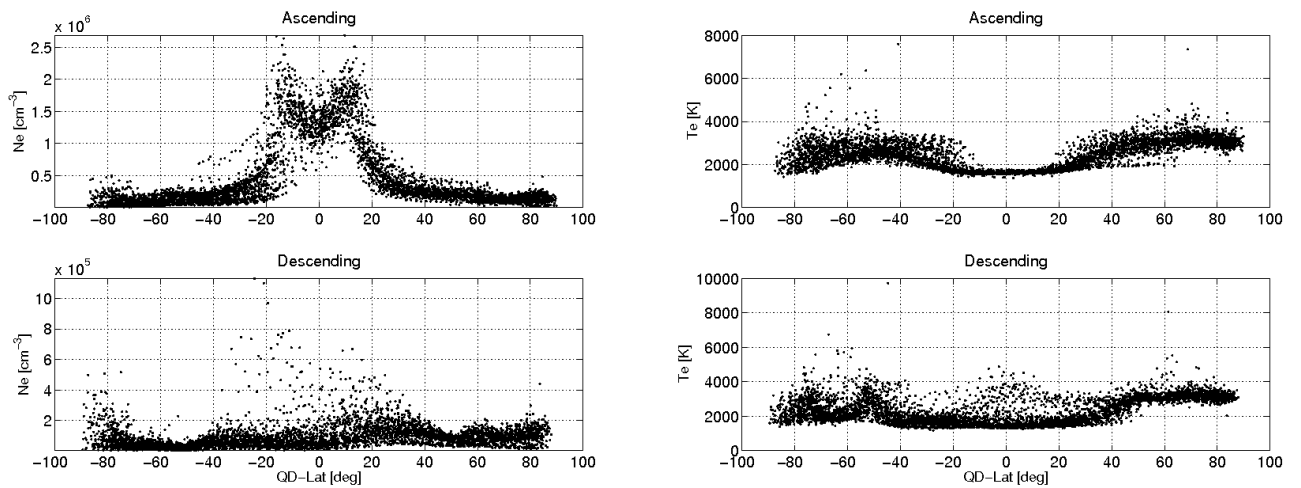 Ascending
x 10^6
2.5
2
1.5
1
0.5
Ne [cm^−3]
−100 −80 −60 −40 −20 0 20 40 60 80 100
Ascending
8000
6000
4000
2000
0
Te [K]
−100 −80 −60 −40 −20 0 20 40 60 80 100
Descending
x 10^5
10
8
6
4
2
Ne [cm^−3]
−100 −80 −60 −40 −20 0 20 40 60 80 100
QD−Lat [deg]
Descending
10000
8000
6000
4000
2000
0
Te [K]
−100 −80 −60 −40 −20 0 20 40 60 80 100
QD−Lat [deg]